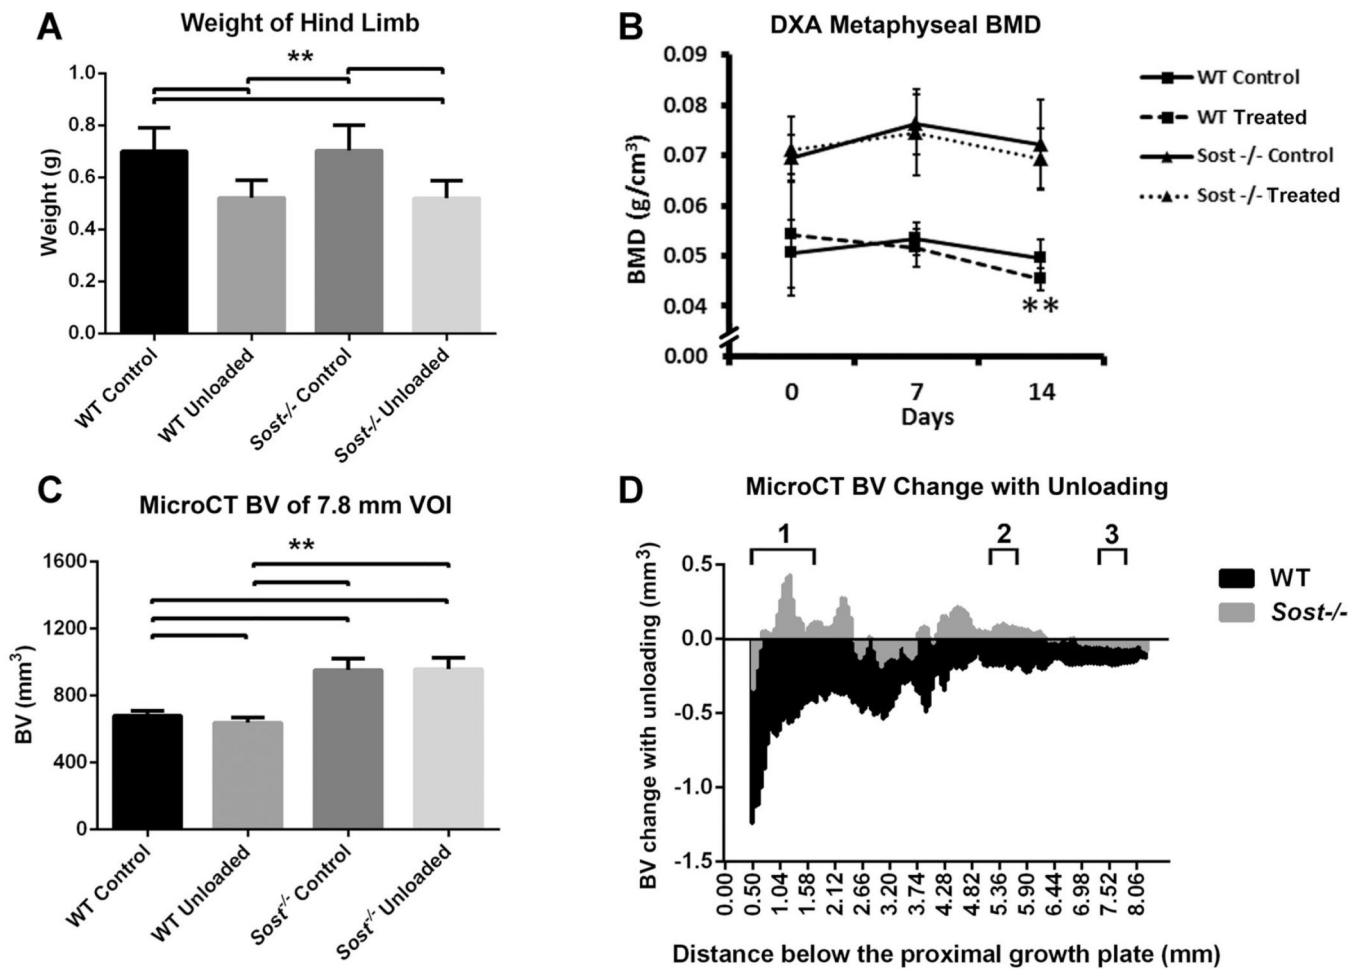 A
Weight of Hind Limb
**
Weight (g)
1.0
0.8
0.6
0.4
0.2
0.0
WT Control
WT Unloaded
Sost-/- Control
Sost-/- Unloaded
B
DXA Metaphyseal BMD
BMD (g/cm³)
0.09
0.08
0.07
0.06
0.05
0.04
0.00
**
0
7
14
Days
WT Control
WT Treated
Sost -/- Control
Sost -/- Treated
C
MicroCT BV of 7.8 mm VOI
**
BV (mm³)
1600
1200
800
400
0
WT Control
WT Unloaded
Sost-/- Control
Sost-/- Unloaded
D
MicroCT BV Change with Unloading
1
2
3
BV change with unloading (mm³)
0.5
0.0
-0.5
-1.0
-1.5
0.00
0.50
1.04
1.58
2.12
2.66
3.20
3.74
4.28
4.82
5.36
5.90
6.44
6.98
7.52
8.06
Distance below the proximal growth plate (mm)
WT
Sost-/-